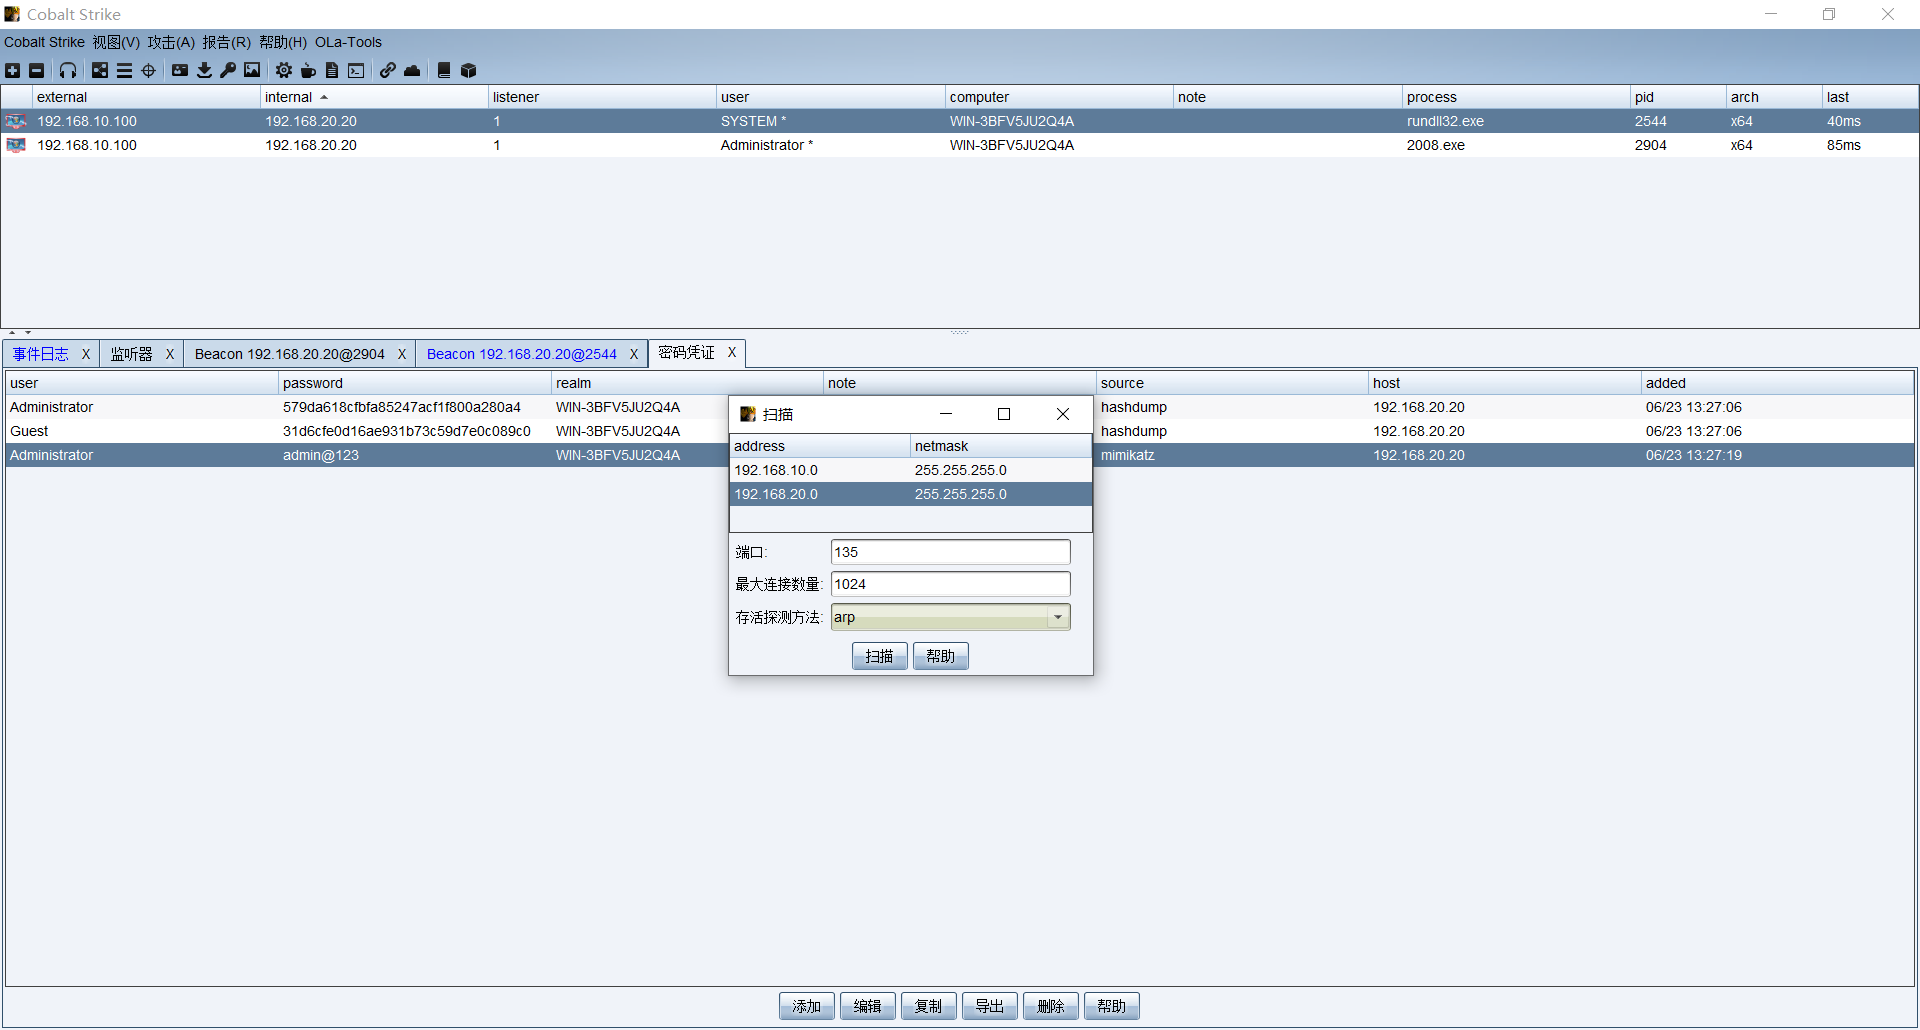 Cobalt Strike
Cobalt Strike 视图(V) 攻击(A) 报告(R) 帮助(H) OLa-Tools
external internal listener user computer note process pid arch last
192.168.10.100 192.168.20.20 1 SYSTEM * WIN-3BFV5JU2Q4A rundll32.exe 2544 x64 40ms
192.168.10.100 192.168.20.20 1 Administrator * WIN-3BFV5JU2Q4A 2008.exe 2904 x64 85ms
事件日志 X 监听器 X Beacon 192.168.20.20@2904 X Beacon 192.168.20.20@2544 X 密码凭证 X
user password realm note source host added
Administrator 579da618cfbfa85247acf1f800a280a4 WIN-3BFV5JU2Q4A hashdump 192.168.20.20 06/23 13:27:06
Guest 31d6cfe0d16ae931b73c59d7e0c089c0 WIN-3BFV5JU2Q4A hashdump 192.168.20.20 06/23 13:27:06
Administrator admin@123 WIN-3BFV5JU2Q4A mimikatz 192.168.20.20 06/23 13:27:19
扫描
address netmask
192.168.10.0 255.255.255.0
192.168.20.0 255.255.255.0
端口: 135
最大连接数量: 1024
存活探测方法: arp
扫描 帮助
添加 编辑 复制 导出 删除 帮助